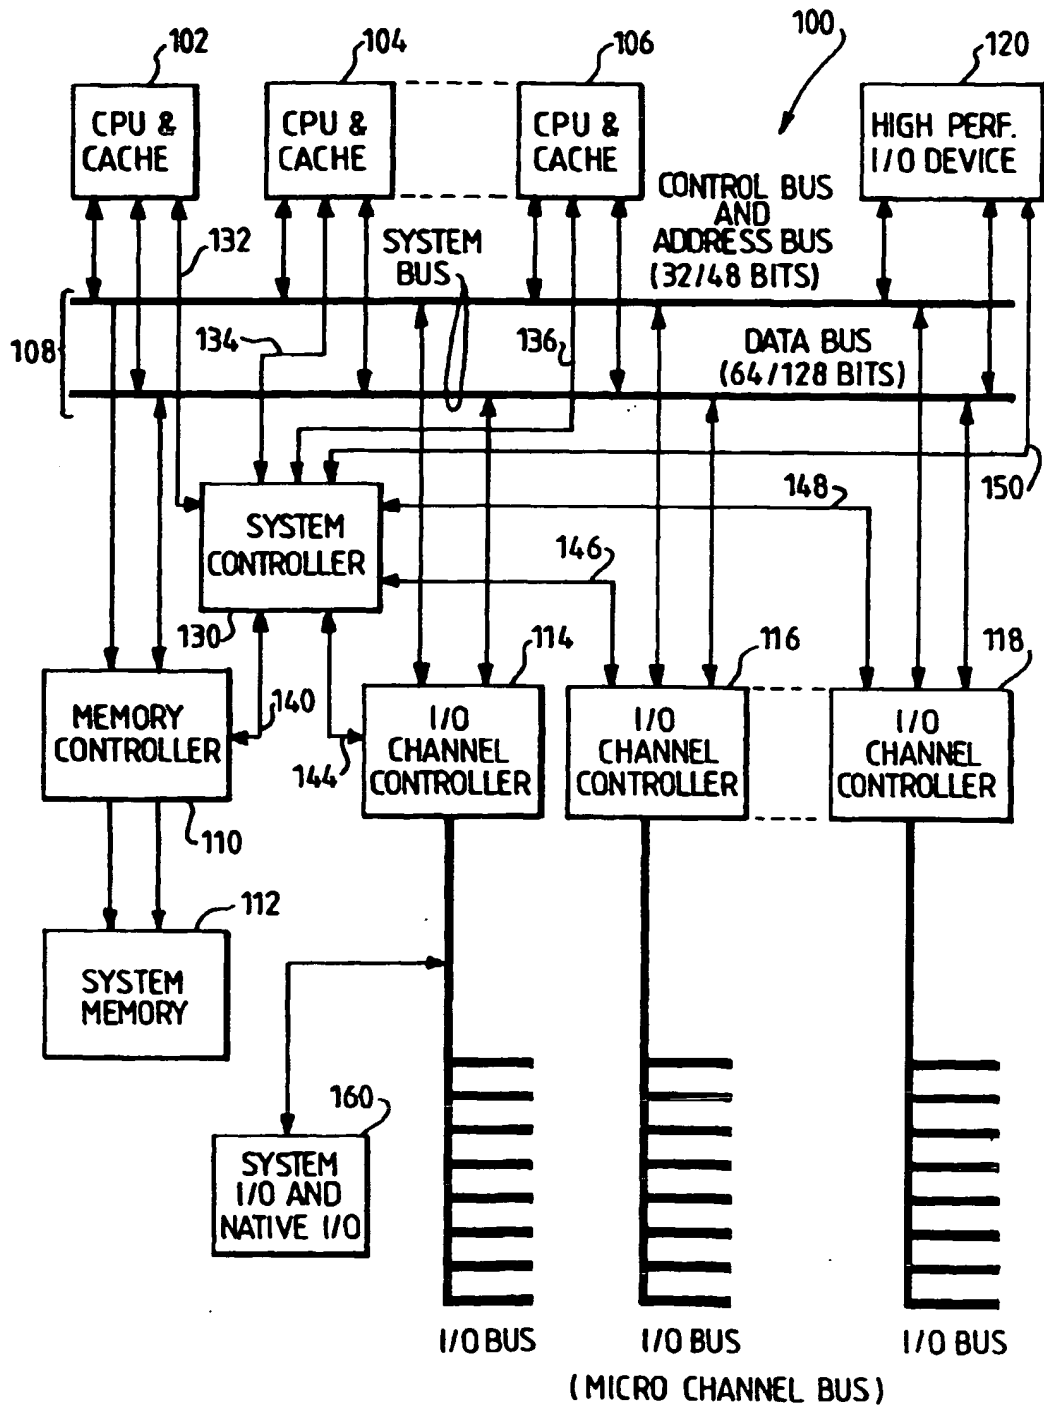 102
104
106
100
120
CPU &
CACHE
CPU &
CACHE
CPU &
CACHE
HIGH PERF.
I/O DEVICE
CONTROL BUS
AND
ADDRESS BUS
(32/48 BITS)
132
SYSTEM
BUS
108
134
136
DATA BUS
(64/128 BITS)
150
148
SYSTEM
CONTROLLER
146
130
114
116
118
MEMORY
CONTROLLER
140
144
I/O
CHANNEL
CONTROLLER
I/O
CHANNEL
CONTROLLER
I/O
CHANNEL
CONTROLLER
110
112
SYSTEM
MEMORY
160
SYSTEM
I/O AND
NATIVE I/O
I/O BUS
I/O BUS
I/O BUS
(MICRO CHANNEL BUS)